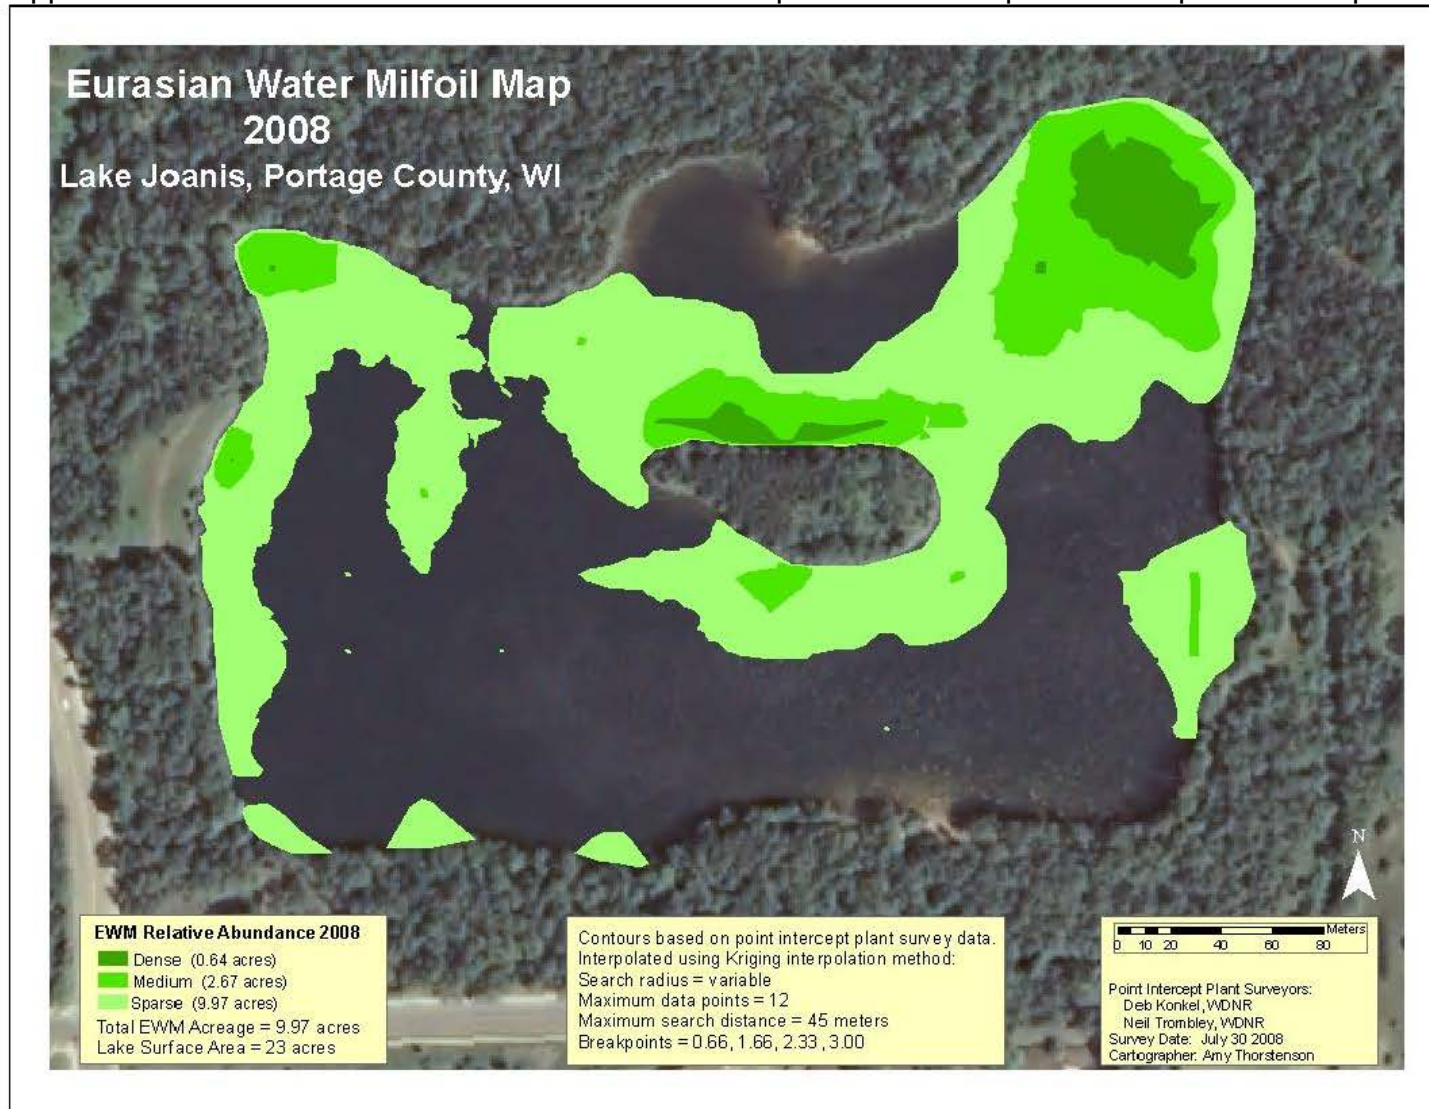 Eurasian Water Milfoil Map
2008
Lake Joanis, Portage County, WI
N
EWM Relative Abundance 2008
Dense (0.64 acres)
Medium (2.67 acres)
Sparse (9.97 acres)
Total EWM Acreage = 9.97 acres
Lake Surface Area = 23 acres
Contours based on point intercept plant survey data.
Interpolated using Kriging interpolation method:
Search radius = variable
Maximum data points = 12
Maximum search distance = 45 meters
Breakpoints = 0.66, 1.66, 2.33, 3.00
Meters
0 10 20 40 60 80
Point Intercept Plant Surveyors:
Deb Konkel, WDNR
Neil Trombley, WDNR
Survey Date: July 30 2008
Cartographer: Amy Thorstenson